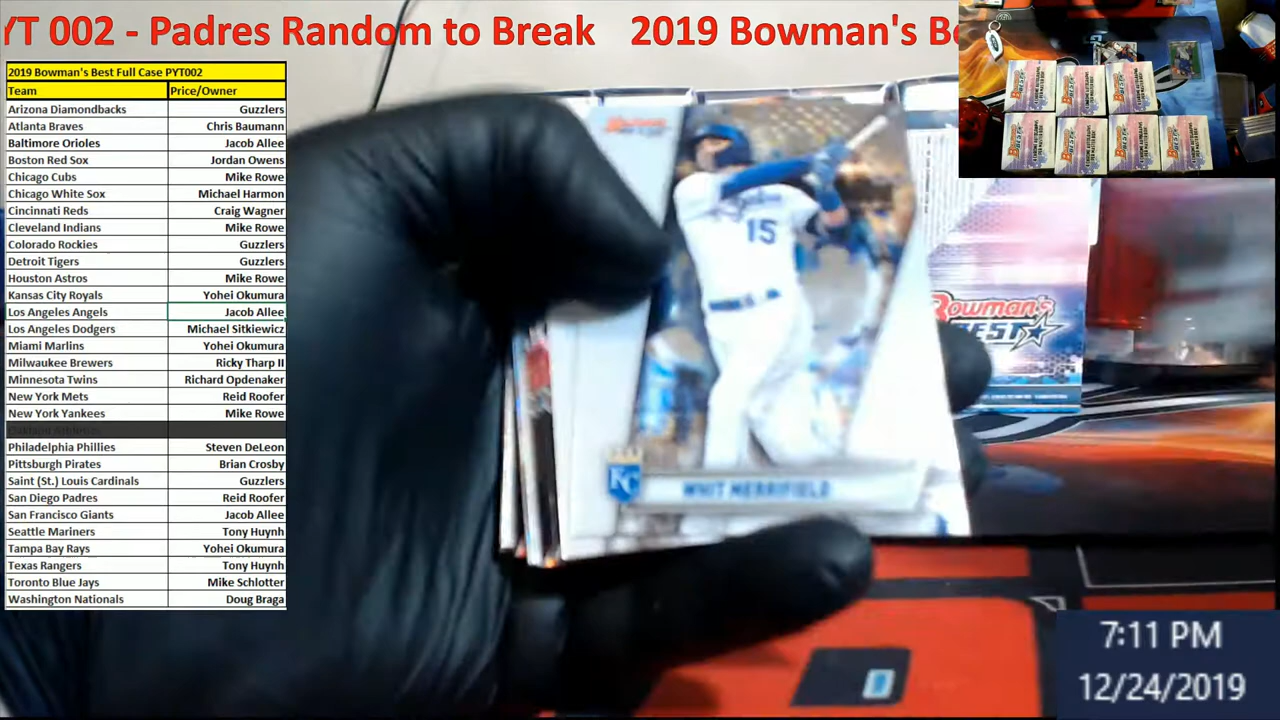 YT 002 - Padres Random to Break 2019 Bowman's Be
2019 Bowman's Best Full Case PYT002
Team Price/Owner
Arizona Diamondbacks Guzzlers
Atlanta Braves Chris Baumann
Baltimore Orioles Jacob Allee
Boston Red Sox Jordan Owens
Chicago Cubs Mike Rowe
Chicago White Sox Michael Harmon
Cincinnati Reds Craig Wagner
Cleveland Indians Mike Rowe
Colorado Rockies Guzzlers
Detroit Tigers Guzzlers
Houston Astros Mike Rowe
Kansas City Royals Yohei Okumura
Los Angeles Angels Jacob Allee
Los Angeles Dodgers Michael Sitkiewicz
Miami Marlins Yohei Okumura
Milwaukee Brewers Ricky Tharp II
Minnesota Twins Richard Opdenaker
New York Mets Reid Roofer
New York Yankees Mike Rowe
Philadelphia Phillies Steven DeLeon
Pittsburgh Pirates Brian Crosby
Saint (St.) Louis Cardinals Guzzlers
San Diego Padres Reid Roofer
San Francisco Giants Jacob Allee
Seattle Mariners Tony Huynh
Tampa Bay Rays Yohei Okumura
Texas Rangers Tony Huynh
Toronto Blue Jays Mike Schlotter
Washington Nationals Doug Braga
15
KC
WHIT MERRIFIELD
Bowman's
BEST
7:11 PM
12/24/2019